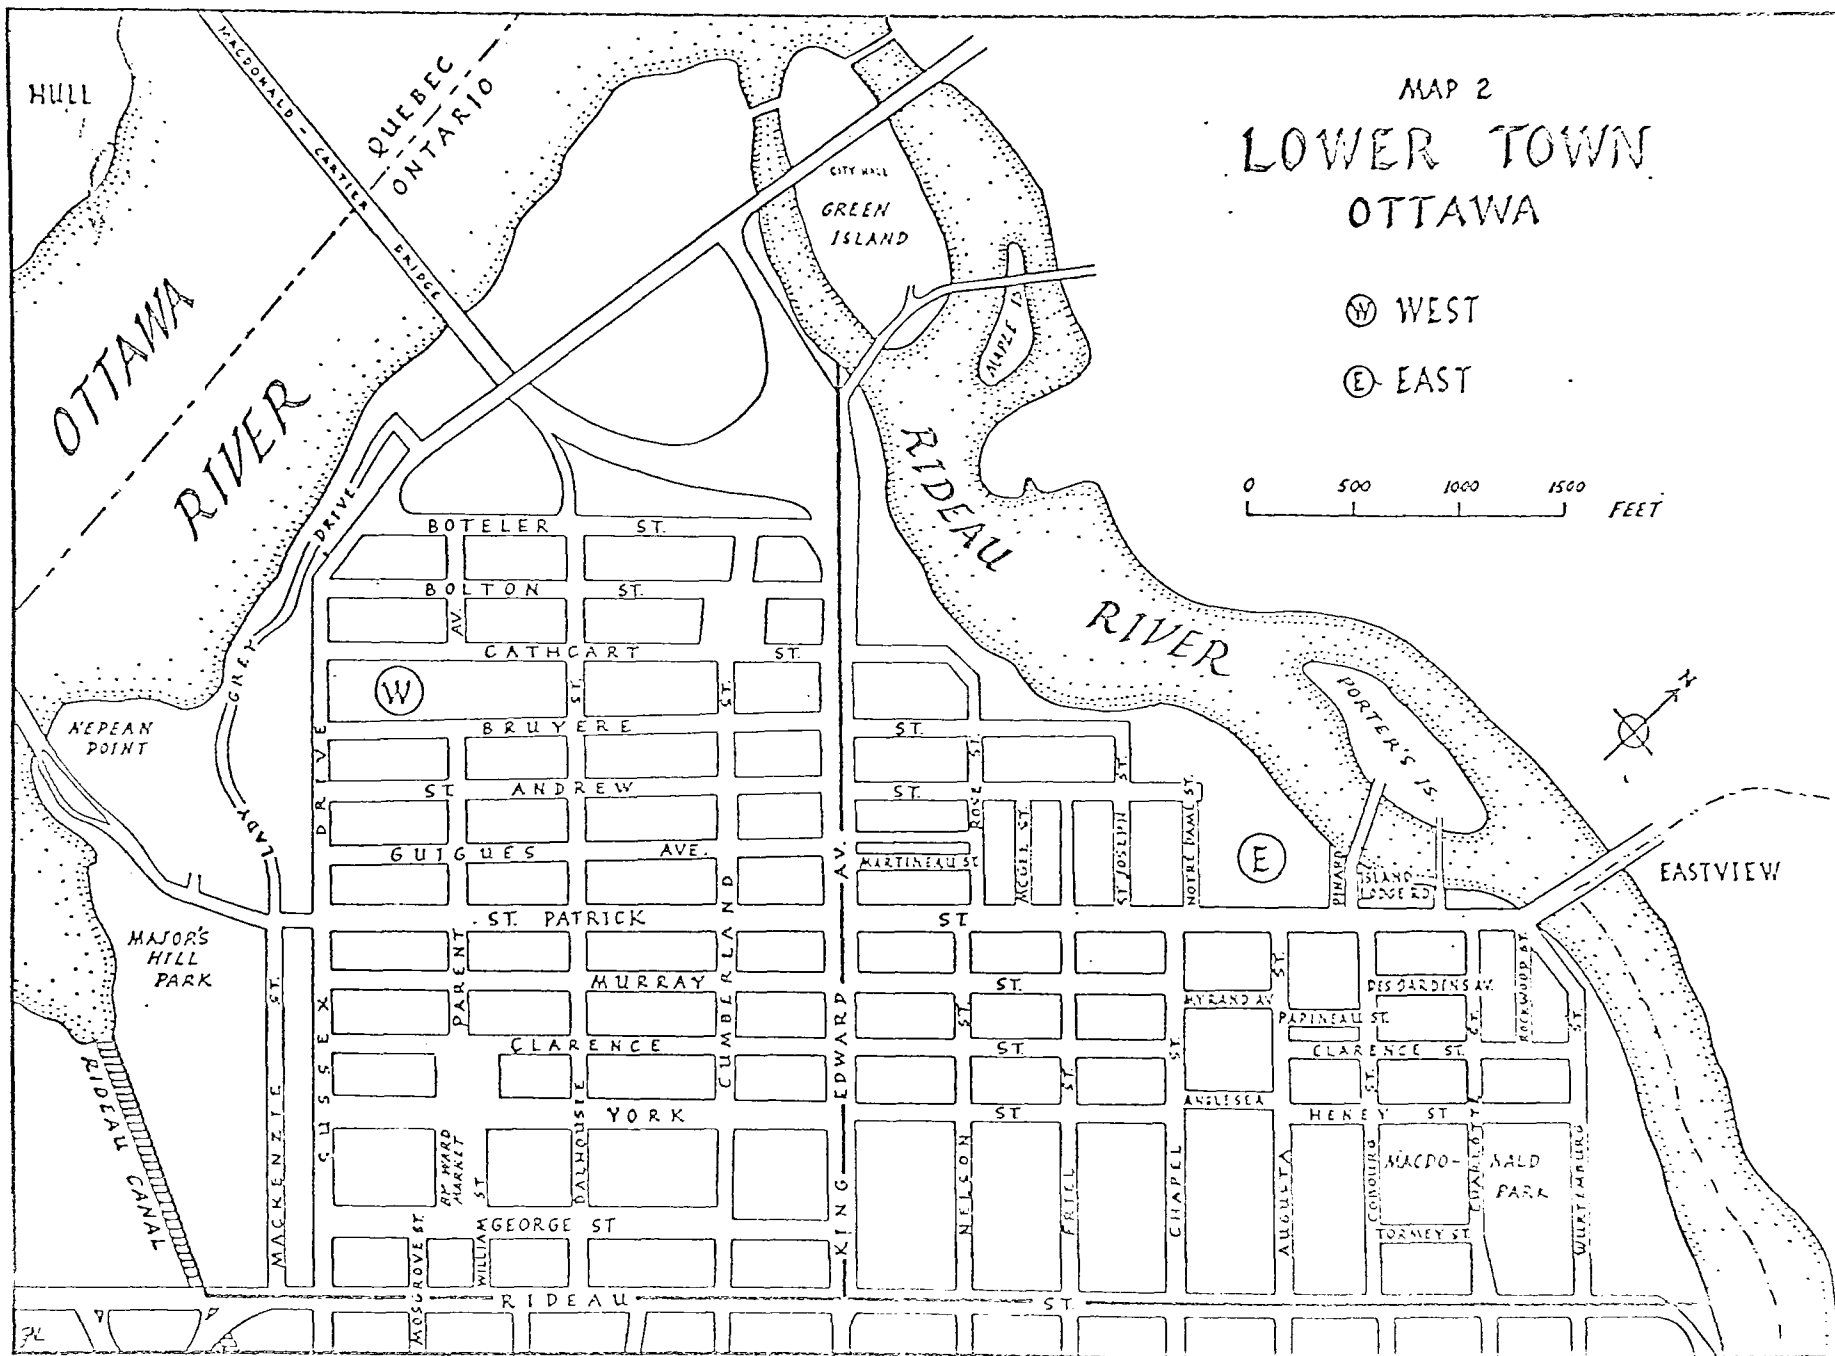 MAP 2
LOWER TOWN
OTTAWA
W WEST
E EAST
0 500 1000 1500 FEET
N
HULL
MACDONALD-CARTIER BRIDGE
QUEBEC
ONTARIO
OTTAWA
RIVER
CITY HALL
GREEN
ISLAND
MAPLE IS.
RIDEAU
RIVER
PORTER'S IS.
EASTVIEW
NEPEAN
POINT
LADY GREY DRIVE
MAJOR'S
HILL
PARK
RIDEAU CANAL
MACKENZIE ST.
SUSSEX DRIVE
BOTELER ST.
BOLTON ST.
AV.
CATHCART ST.
W
ST.
ST.
BRUYERE ST.
ST. ANDREW ST.
GUIGUES AVE.
MARTINEAU ST.
ROSE ST.
MCGEE ST.
ST JOSEPH ST.
NOTRE DAME ST.
E
PINARD
ISLAND
LODGE RD
ST. PATRICK ST.
PARENT
CUMBERLAND
KING EDWARD AV.
MURRAY ST.
MYRAND AV
DESJARDENS AV.
PAPINEAU ST.
ROCKWOOD ST.
CLARENCE ST.
CLARENCE ST.
YORK ST
ANGLESEA
HENEY ST
BY WARD
MARKET
DALHOUSIE
WILLIAM ST
GEORGE ST
MOSGROVE ST.
NELSON ST.
FRIEL ST.
CHAPEL ST.
AUGUSTA ST.
COBOURG ST.
MACDO-NALD
PARK
CHARLOTTE ST.
WURTEMBURG ST.
TORMEY ST.
RIDEAU ST.